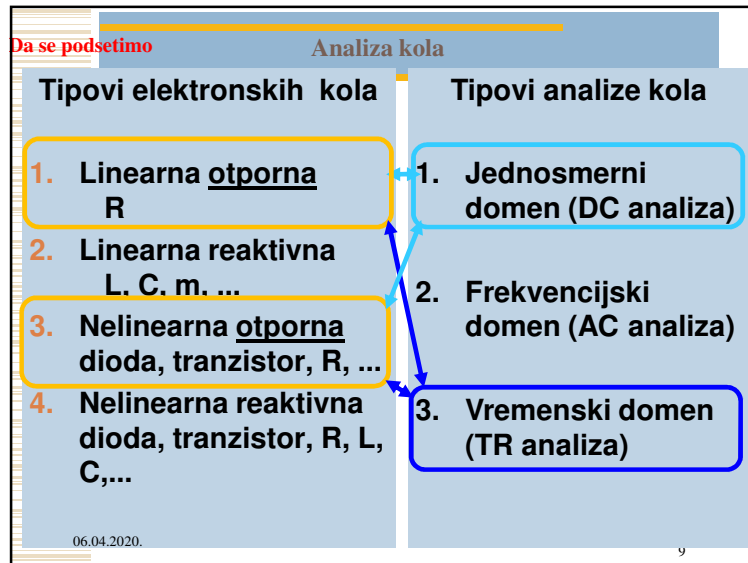 Da se podsetimo
Analiza kola
Tipovi elektronskih kola
1. Linearna otporna
R
2. Linearna reaktivna
L, C, m, ...
3. Nelinearna otporna
dioda, tranzistor, R, ...
4. Nelinearna reaktivna
dioda, tranzistor, R, L,
C,...
Tipovi analize kola
1. Jednosmerni
domen (DC analiza)
2. Frekvencijski
domen (AC analiza)
3. Vremenski domen
(TR analiza)
06.04.2020.
9